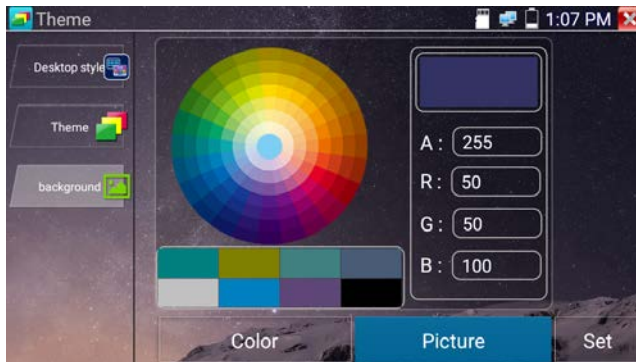 Theme
1:07 PM
Desktop style
Theme
background
A : 255
R : 50
G : 50
B : 100
Color
Picture
Set